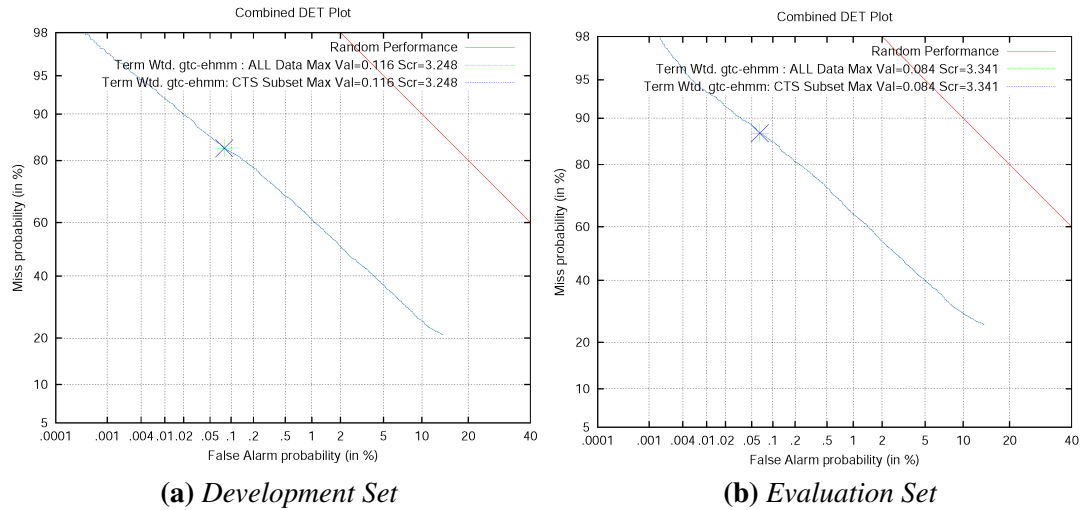 Combined DET Plot
Random Performance
Term Wtd. gtc-ehmm : ALL Data Max Val=0.116 Scr=3.248
Term Wtd. gtc-ehmm: CTS Subset Max Val=0.116 Scr=3.248
98
95
90
80
60
40
20
10
5
Miss probability (in %)
.0001 .001 .004 .01 .02 .05 .1 .2 .5 1 2 5 10 20 40
False Alarm probability (in %)
(a) Development Set
Combined DET Plot
Random Performance
Term Wtd. gtc-ehmm : ALL Data Max Val=0.084 Scr=3.341
Term Wtd. gtc-ehmm: CTS Subset Max Val=0.084 Scr=3.341
98
95
90
80
60
40
20
10
5
Miss probability (in %)
.0001 .001 .004 .01 .02 .05 .1 .2 .5 1 2 5 10 20 40
False Alarm probability (in %)
(b) Evaluation Set